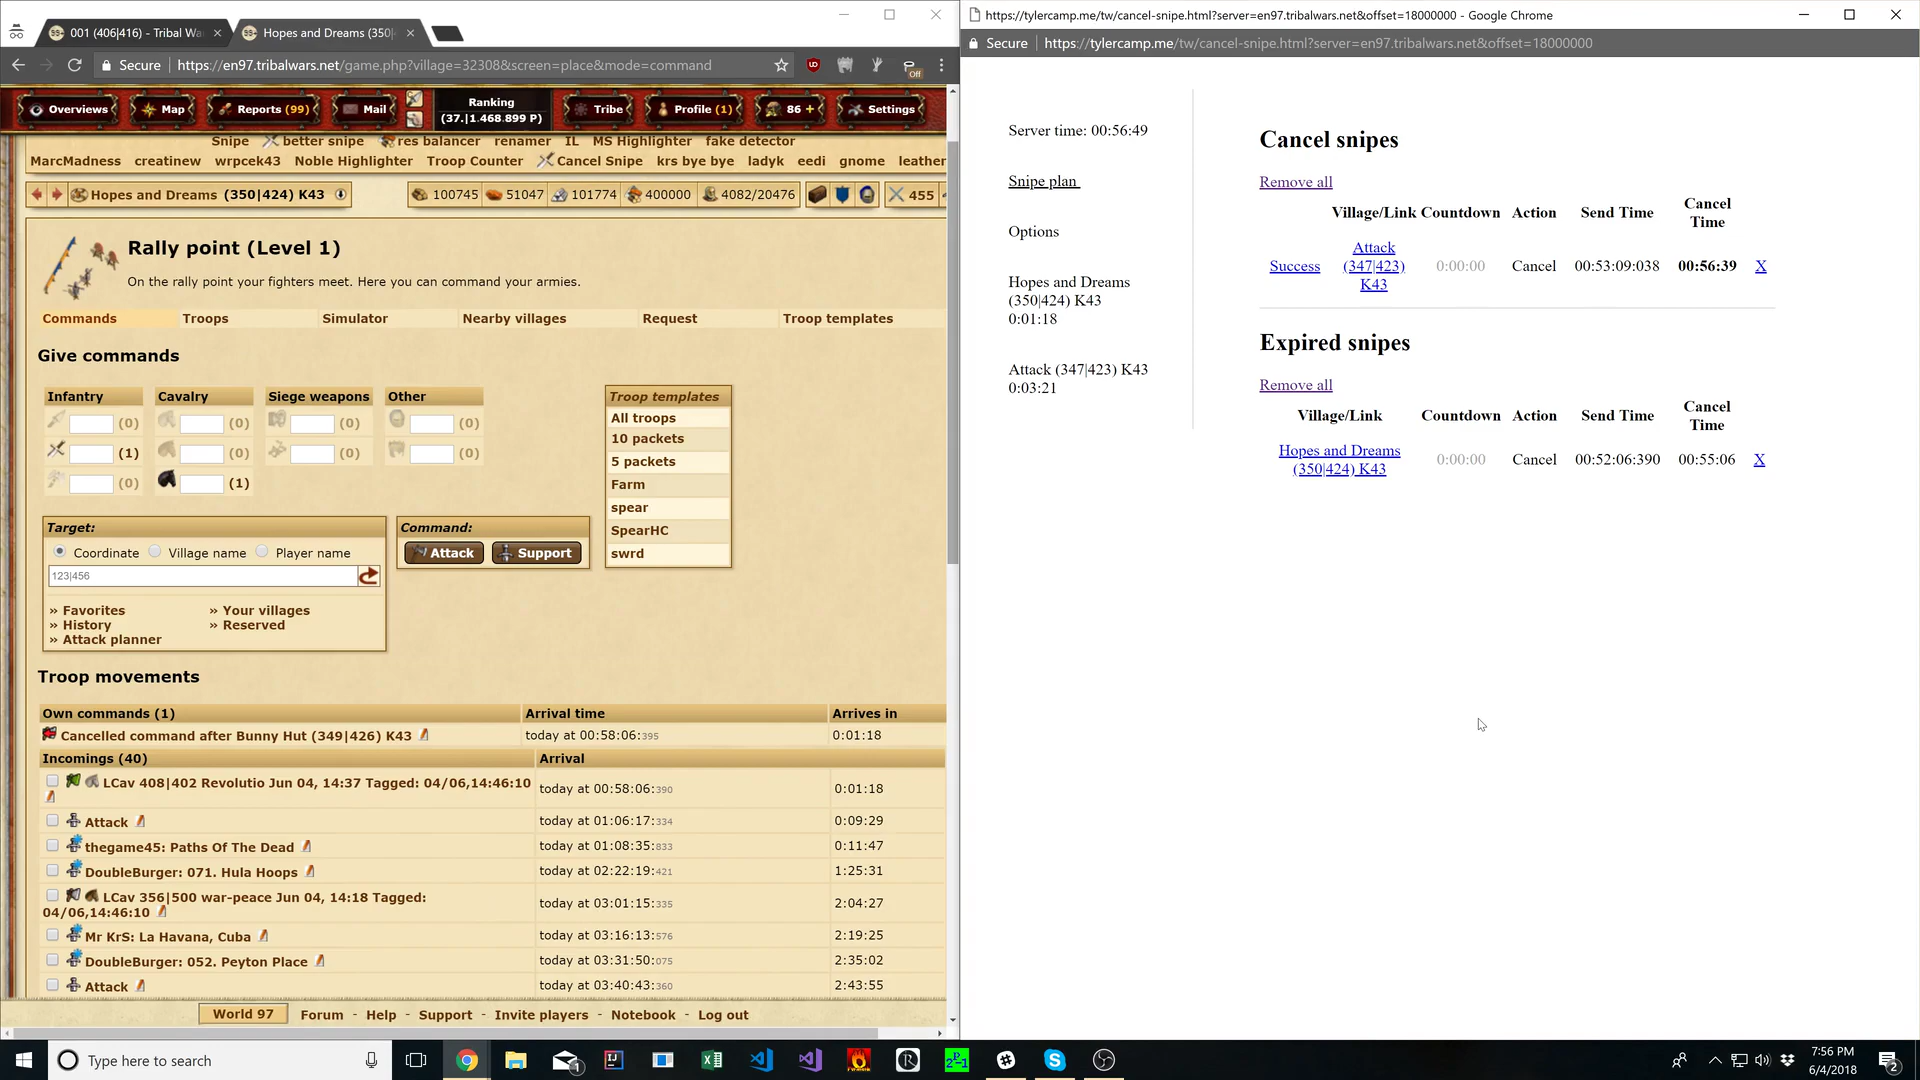 001 (406|416) - Tribal Wa
Hopes and Dreams (350|
Secure
https://en97.tribalwars.net/game.php?village=32308&screen=place&mode=command
Off
Overviews
Map
Reports (99)
Mail
Ranking
(37.|1.468.899 P)
Tribe
Profile (1)
86 +
Settings
Snipe
better snipe
res balancer
renamer
IL
MS Highlighter
fake detector
MarcMadness
creatinew
wrpcek43
Noble Highlighter
Troop Counter
Cancel Snipe
krs bye bye
ladyk
eedi
gnome
leather
Hopes and Dreams (350|424) K43
100745
51047
101774
400000
4082/20476
455
Rally point (Level 1)
On the rally point your fighters meet. Here you can command your armies.
Commands
Troops
Simulator
Nearby villages
Request
Troop templates
Give commands
Infantry
Cavalry
Siege weapons
Other
(0)
(0)
(0)
(0)
(1)
(0)
(0)
(0)
(0)
(1)
Troop templates
All troops
10 packets
5 packets
Farm
spear
SpearHC
swrd
Target:
Coordinate
Village name
Player name
123|456
» Favorites
» Your villages
» History
» Reserved
» Attack planner
Command:
Attack
Support
Troop movements
Own commands (1)
Arrival time
Arrives in
Cancelled command after Bunny Hut (349|426) K43
today at 00:58:06:395
0:01:18
Incomings (40)
Arrival
LCav 408|402 Revolutio Jun 04, 14:37 Tagged: 04/06,14:46:10
today at 00:58:06:390
0:01:18
Attack
today at 01:06:17:334
0:09:29
thegame45: Paths Of The Dead
today at 01:08:35:833
0:11:47
DoubleBurger: 071. Hula Hoops
today at 02:22:19:421
1:25:31
LCav 356|500 war-peace Jun 04, 14:18 Tagged:
04/06,14:46:10
today at 03:01:15:335
2:04:27
Mr KrS: La Havana, Cuba
today at 03:16:13:576
2:19:25
DoubleBurger: 052. Peyton Place
today at 03:31:50:075
2:35:02
Attack
today at 03:40:43:360
2:43:55
World 97
Forum - Help - Support - Invite players - Notebook - Log out
https://tylercamp.me/tw/cancel-snipe.html?server=en97.tribalwars.net&offset=18000000 - Google Chrome
Secure
https://tylercamp.me/tw/cancel-snipe.html?server=en97.tribalwars.net&offset=18000000
Server time: 00:56:49
Snipe plan
Options
Hopes and Dreams
(350|424) K43
0:01:18
Attack (347|423) K43
0:03:21
Cancel snipes
Remove all
Village/Link
Countdown
Action
Send Time
Cancel
Time
Success
Attack
(347|423)
K43
0:00:00
Cancel
00:53:09:038
00:56:39
X
Expired snipes
Remove all
Village/Link
Countdown
Action
Send Time
Cancel
Time
Hopes and Dreams
(350|424) K43
0:00:00
Cancel
00:52:06:390
00:55:06
X
Type here to search
1
7:56 PM
6/4/2018
2